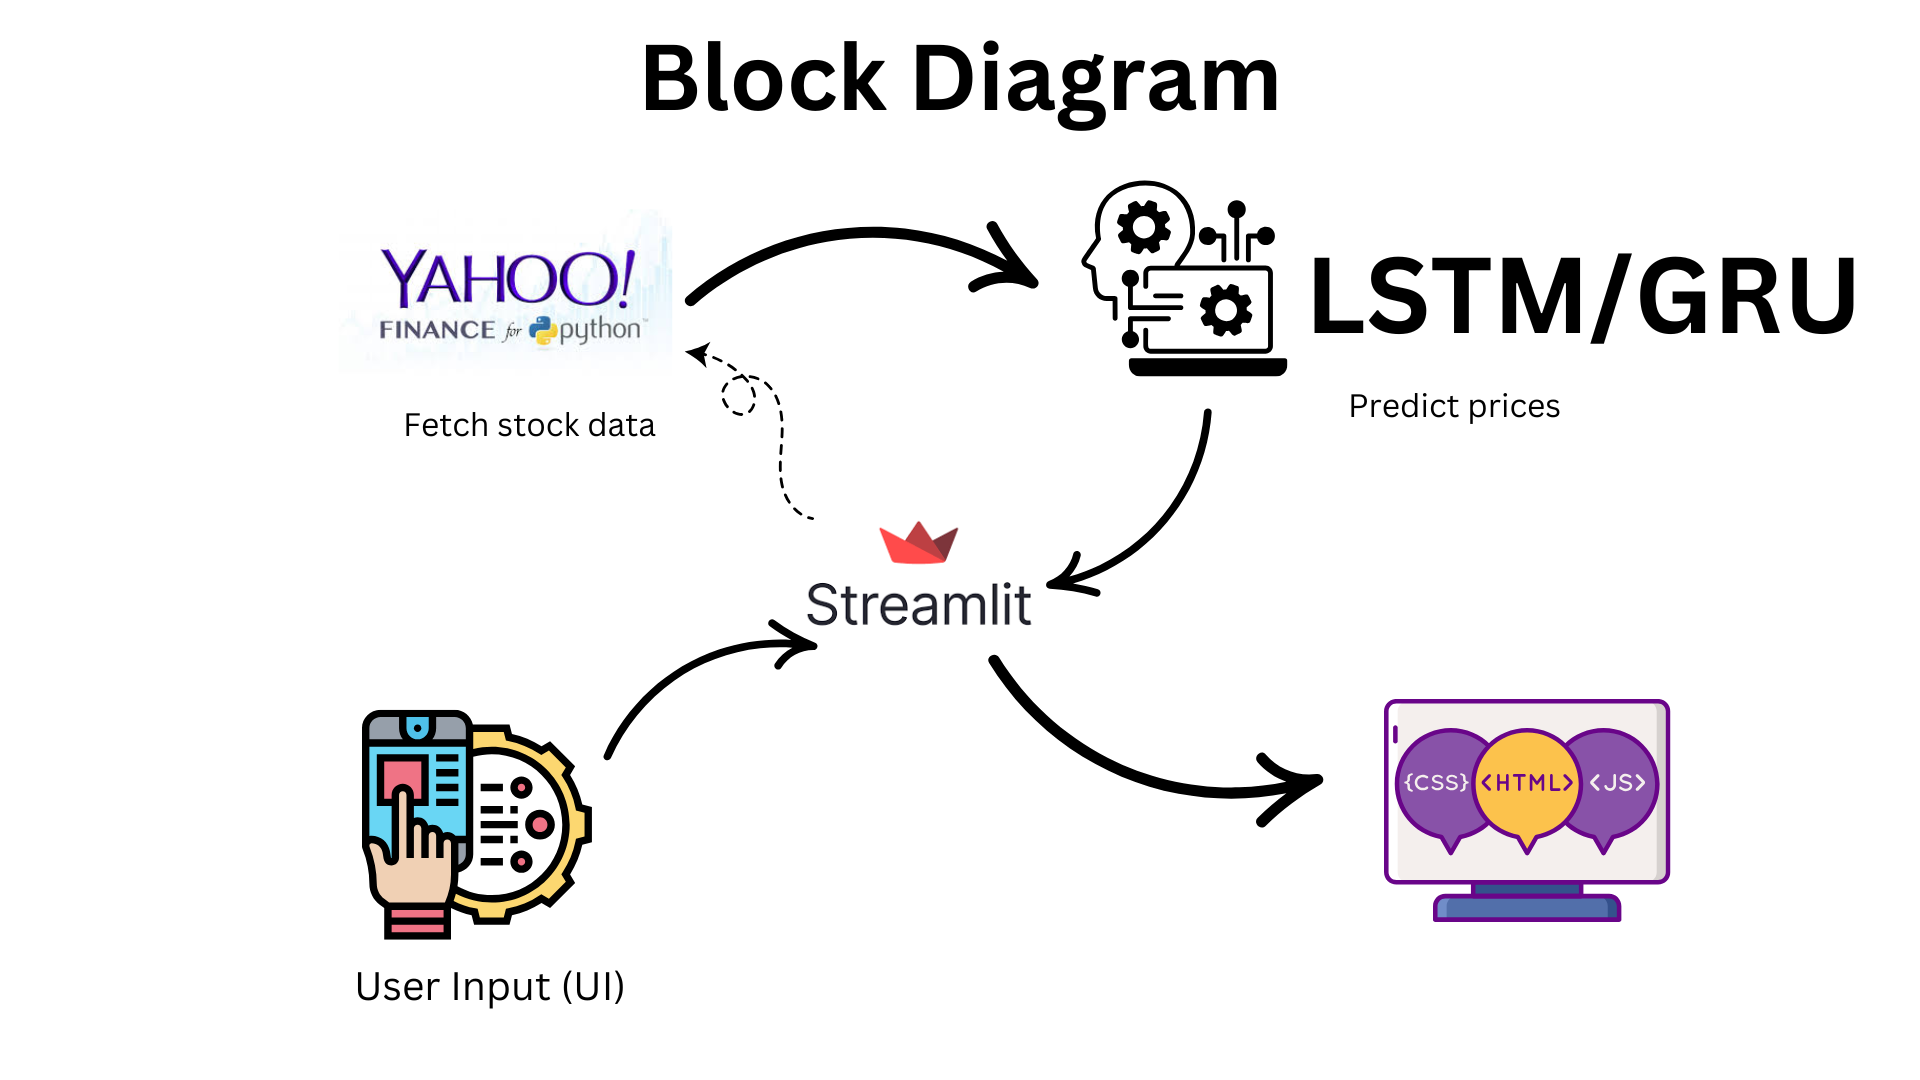 Block Diagram
YAHOO!
FINANCE for python™
Fetch stock data
LSTM/GRU
Predict prices
Streamlit
User Input (UI)
{CSS} <HTML> <JS>